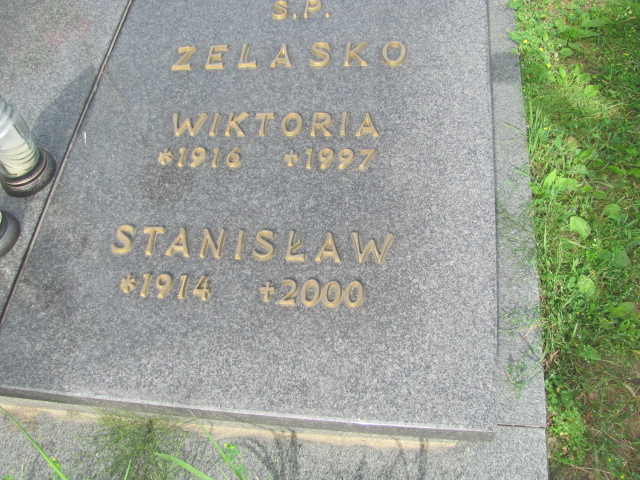 Ś.P.
ZELASKO
WIKTORIA
*1916 +1997
STANISŁAW
*1914 +2000